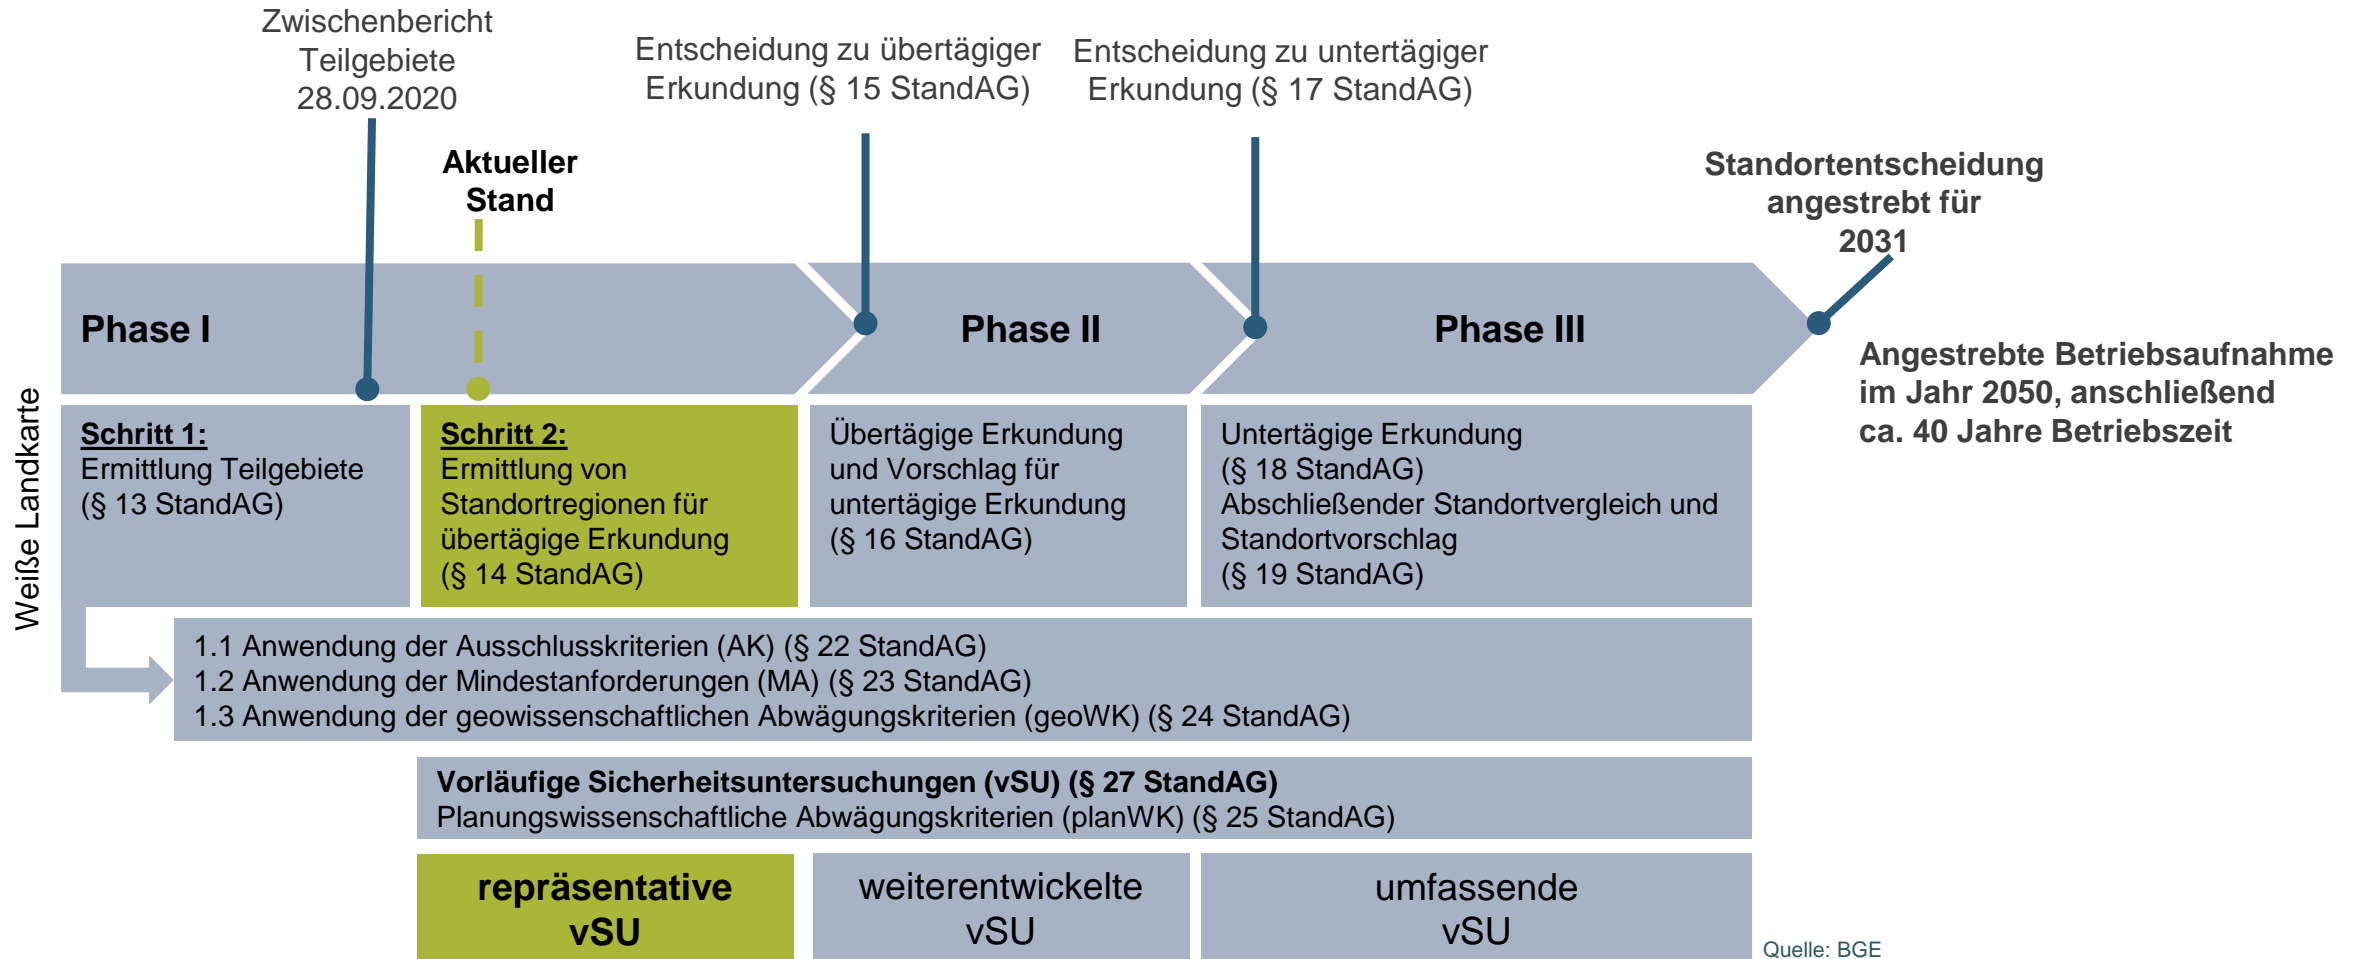 Zwischenbericht
Teilgebiete
28.09.2020
Entscheidung zu übertägiger
Erkundung (§ 15 StandAG)
Entscheidung zu untertägiger
Erkundung (§ 17 StandAG)
Aktueller
Stand
Standortentscheidung
angestrebt für
2031
Phase I
Phase II
Phase III
Angestrebte Betriebsaufnahme
im Jahr 2050, anschließend
ca. 40 Jahre Betriebszeit
Weiße Landkarte
Schritt 1:
Ermittlung Teilgebiete
(§ 13 StandAG)
Schritt 2:
Ermittlung von
Standortregionen für
übertägige Erkundung
(§ 14 StandAG)
Übertägige Erkundung
und Vorschlag für
untertägige Erkundung
(§ 16 StandAG)
Untertägige Erkundung
(§ 18 StandAG)
Abschließender Standortvergleich und
Standortvorschlag
(§ 19 StandAG)
1.1 Anwendung der Ausschlusskriterien (AK) (§ 22 StandAG)
1.2 Anwendung der Mindestanforderungen (MA) (§ 23 StandAG)
1.3 Anwendung der geowissenschaftlichen Abwägungskriterien (geoWK) (§ 24 StandAG)
Vorläufige Sicherheitsuntersuchungen (vSU) (§ 27 StandAG)
Planungswissenschaftliche Abwägungskriterien (planWK) (§ 25 StandAG)
repräsentative
vSU
weiterentwickelte
vSU
umfassende
vSU
Quelle: BGE